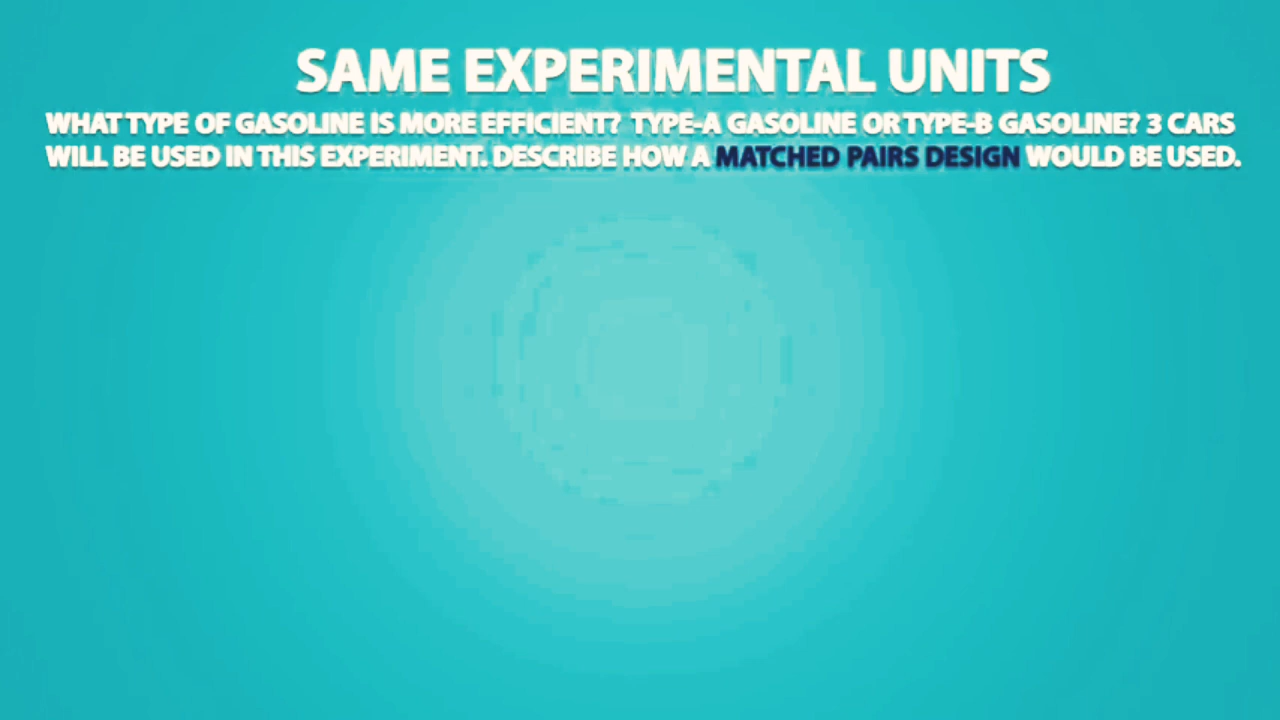 SAME EXPERIMENTAL UNITS
WHAT TYPE OF GASOLINE IS MORE EFFICIENT? TYPE-A GASOLINE OR TYPE-B GASOLINE? 3 CARS
WILL BE USED IN THIS EXPERIMENT. DESCRIBE HOW A MATCHED PAIRS DESIGN WOULD BE USED.